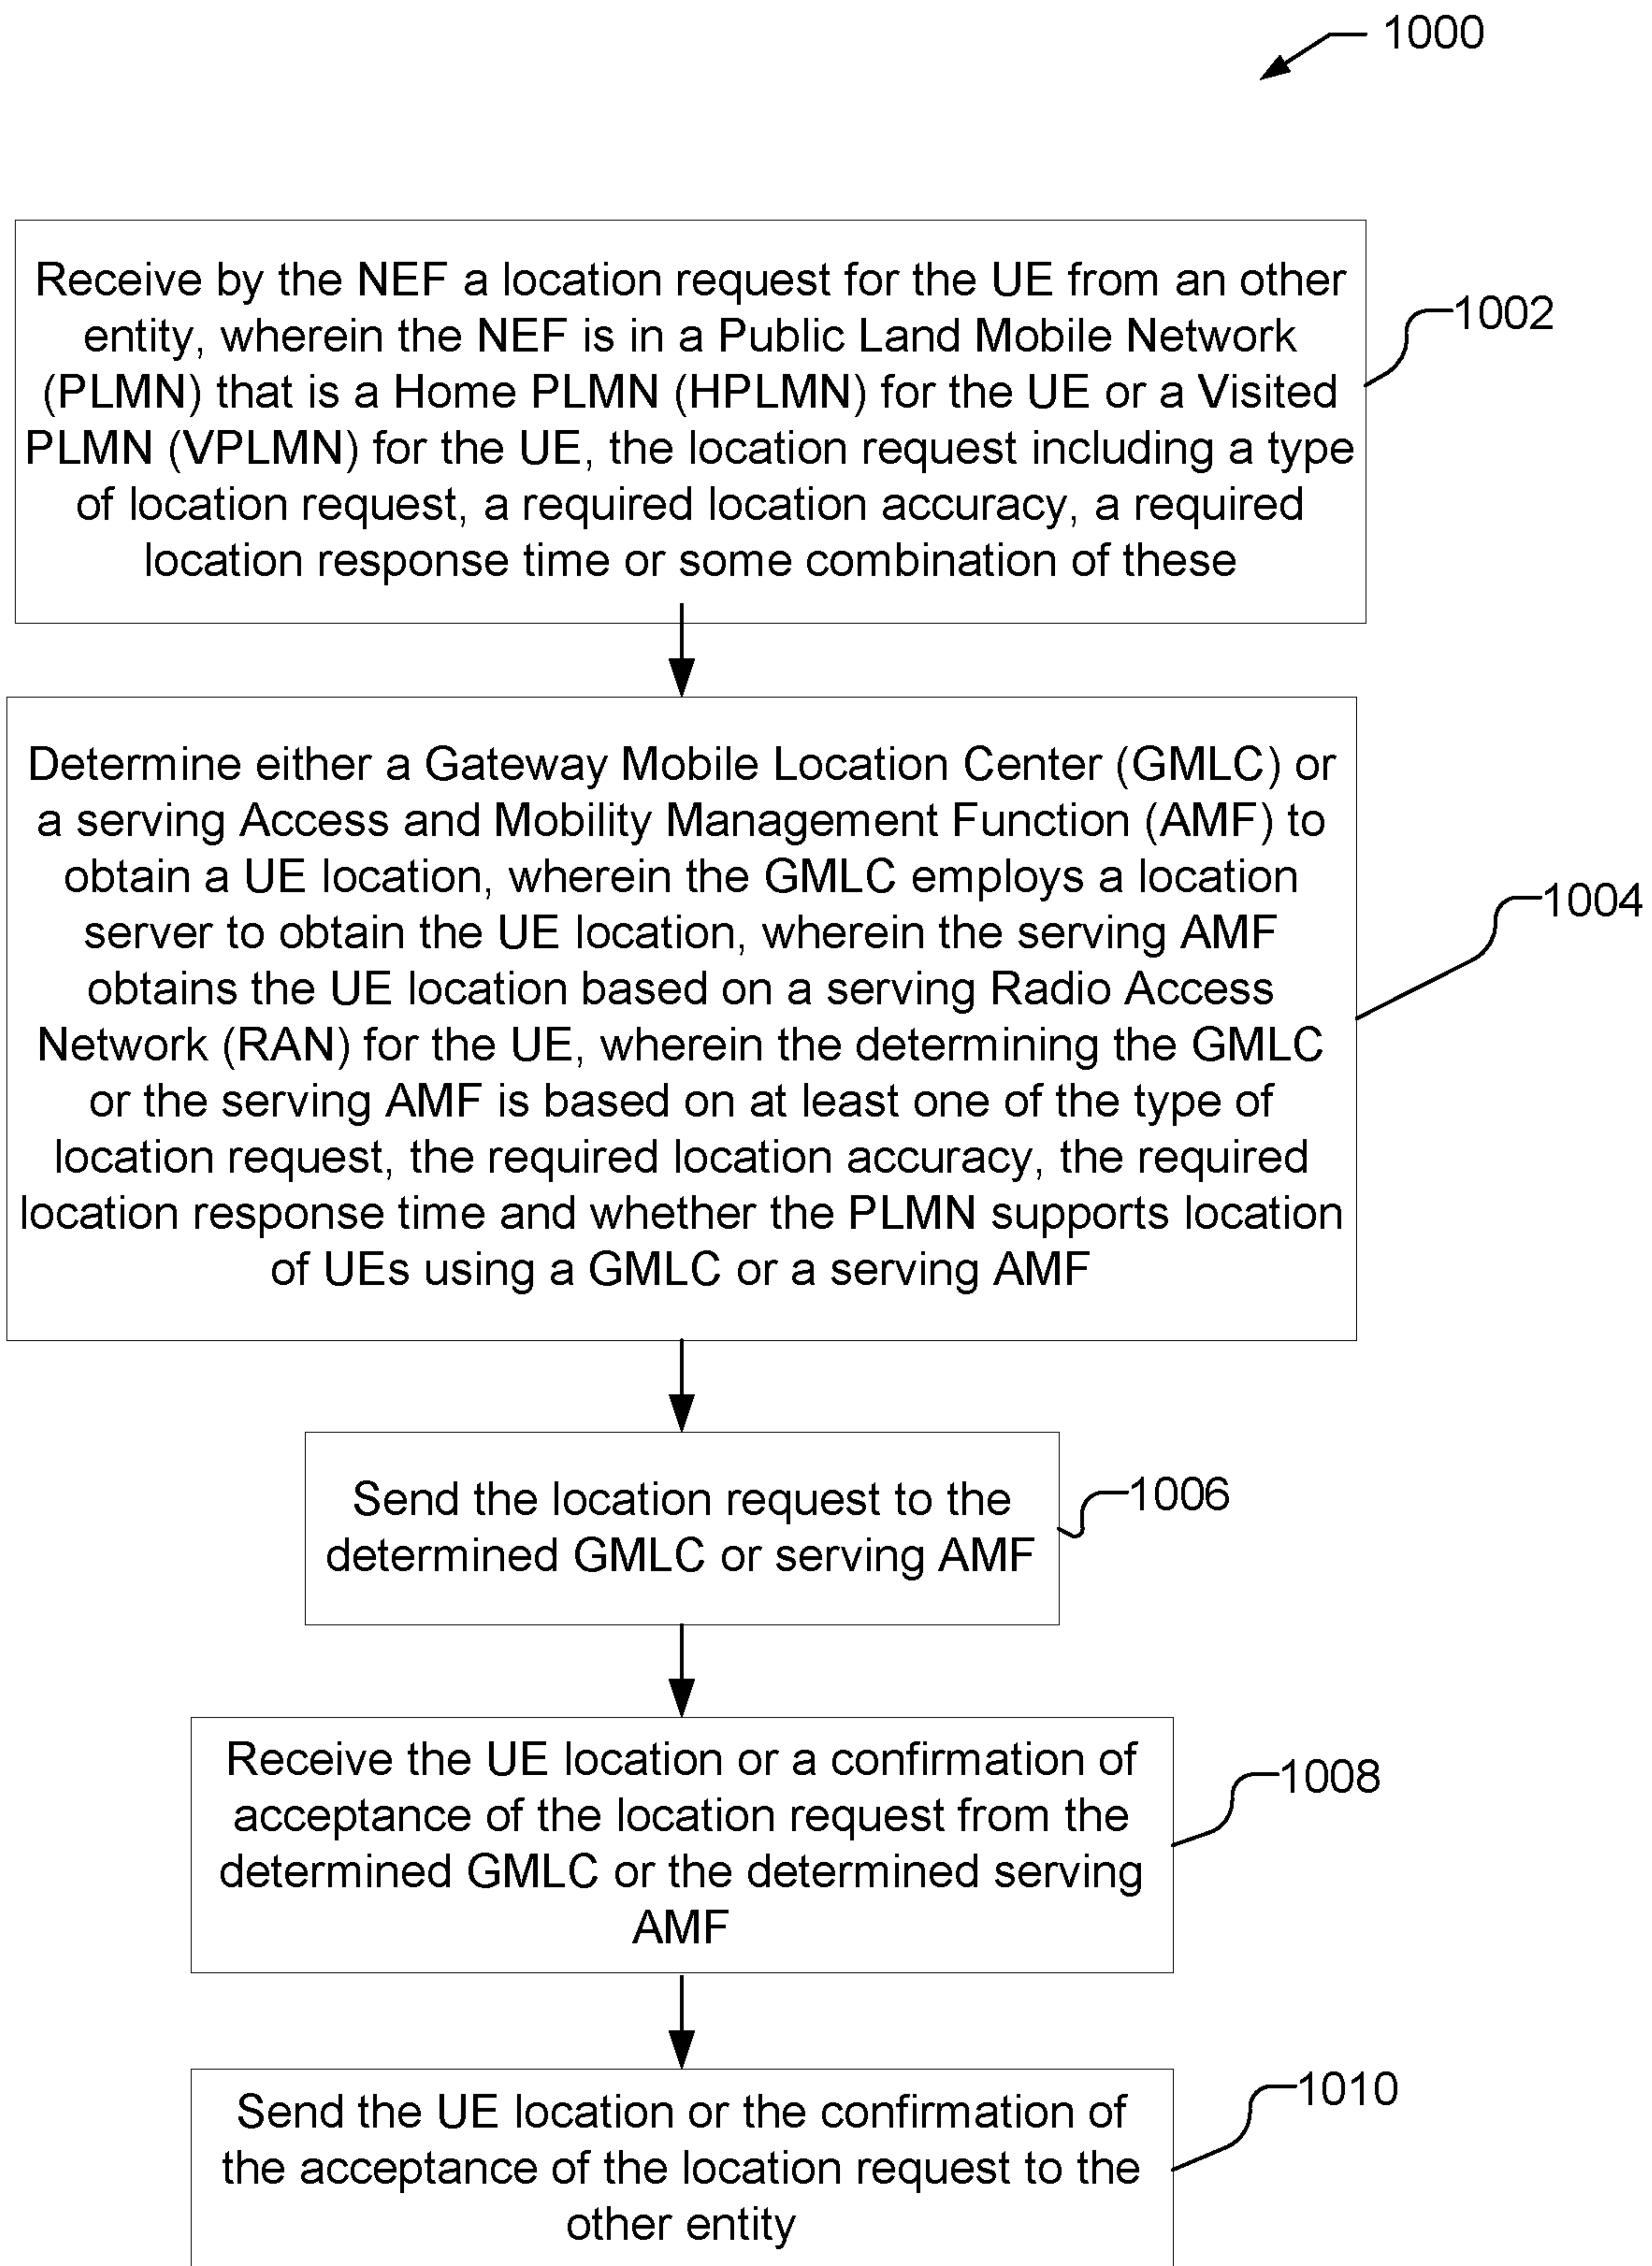 1000
Receive by the NEF a location request for the UE from an other
entity, wherein the NEF is in a Public Land Mobile Network
(PLMN) that is a Home PLMN (HPLMN) for the UE or a Visited
PLMN (VPLMN) for the UE, the location request including a type
of location request, a required location accuracy, a required
location response time or some combination of these
1002
Determine either a Gateway Mobile Location Center (GMLC) or
a serving Access and Mobility Management Function (AMF) to
obtain a UE location, wherein the GMLC employs a location
server to obtain the UE location, wherein the serving AMF
obtains the UE location based on a serving Radio Access
Network (RAN) for the UE, wherein the determining the GMLC
or the serving AMF is based on at least one of the type of
location request, the required location accuracy, the required
location response time and whether the PLMN supports location
of UEs using a GMLC or a serving AMF
1004
Send the location request to the
determined GMLC or serving AMF
1006
Receive the UE location or a confirmation of
acceptance of the location request from the
determined GMLC or the determined serving
AMF
1008
Send the UE location or the confirmation of
the acceptance of the location request to the
other entity
1010